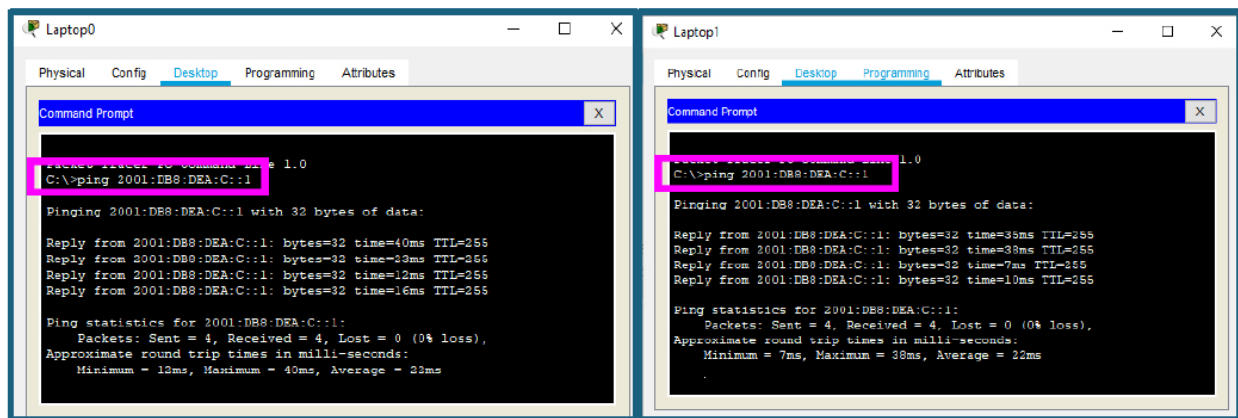 Laptop0
Physical Config Desktop Programming Attributes
Command Prompt X
Packet Tracer PC Command Line 1.0
C:\>ping 2001:DB8:DEA:C::1
Pinging 2001:DB8:DEA:C::1 with 32 bytes of data:
Reply from 2001:DB8:DEA:C::1: bytes=32 time=40ms TTL=255
Reply from 2001:DB8:DEA:C::1: bytes=32 time=23ms TTL=255
Reply from 2001:DB8:DEA:C::1: bytes=32 time=12ms TTL=255
Reply from 2001:DB8:DEA:C::1: bytes=32 time=16ms TTL=255
Ping statistics for 2001:DB8:DEA:C::1:
Packets: Sent = 4, Received = 4, Lost = 0 (0% loss),
Approximate round trip times in milli-seconds:
Minimum = 12ms, Maximum = 40ms, Average = 22ms
Laptop1
Physical Config Desktop Programming Attributes
Command Prompt X
1.0
C:\>ping 2001:DB8:DEA:C::1
Pinging 2001:DB8:DEA:C::1 with 32 bytes of data:
Reply from 2001:DB8:DEA:C::1: bytes=32 time=35ms TTL=255
Reply from 2001:DB8:DEA:C::1: bytes=32 time=38ms TTL=255
Reply from 2001:DB8:DEA:C::1: bytes=32 time=7ms TTL=255
Reply from 2001:DB8:DEA:C::1: bytes=32 time=10ms TTL=255
Ping statistics for 2001:DB8:DEA:C::1:
Packets: Sent = 4, Received = 4, Lost = 0 (0% loss),
Approximate round trip times in milli-seconds:
Minimum = 7ms, Maximum = 38ms, Average = 22ms